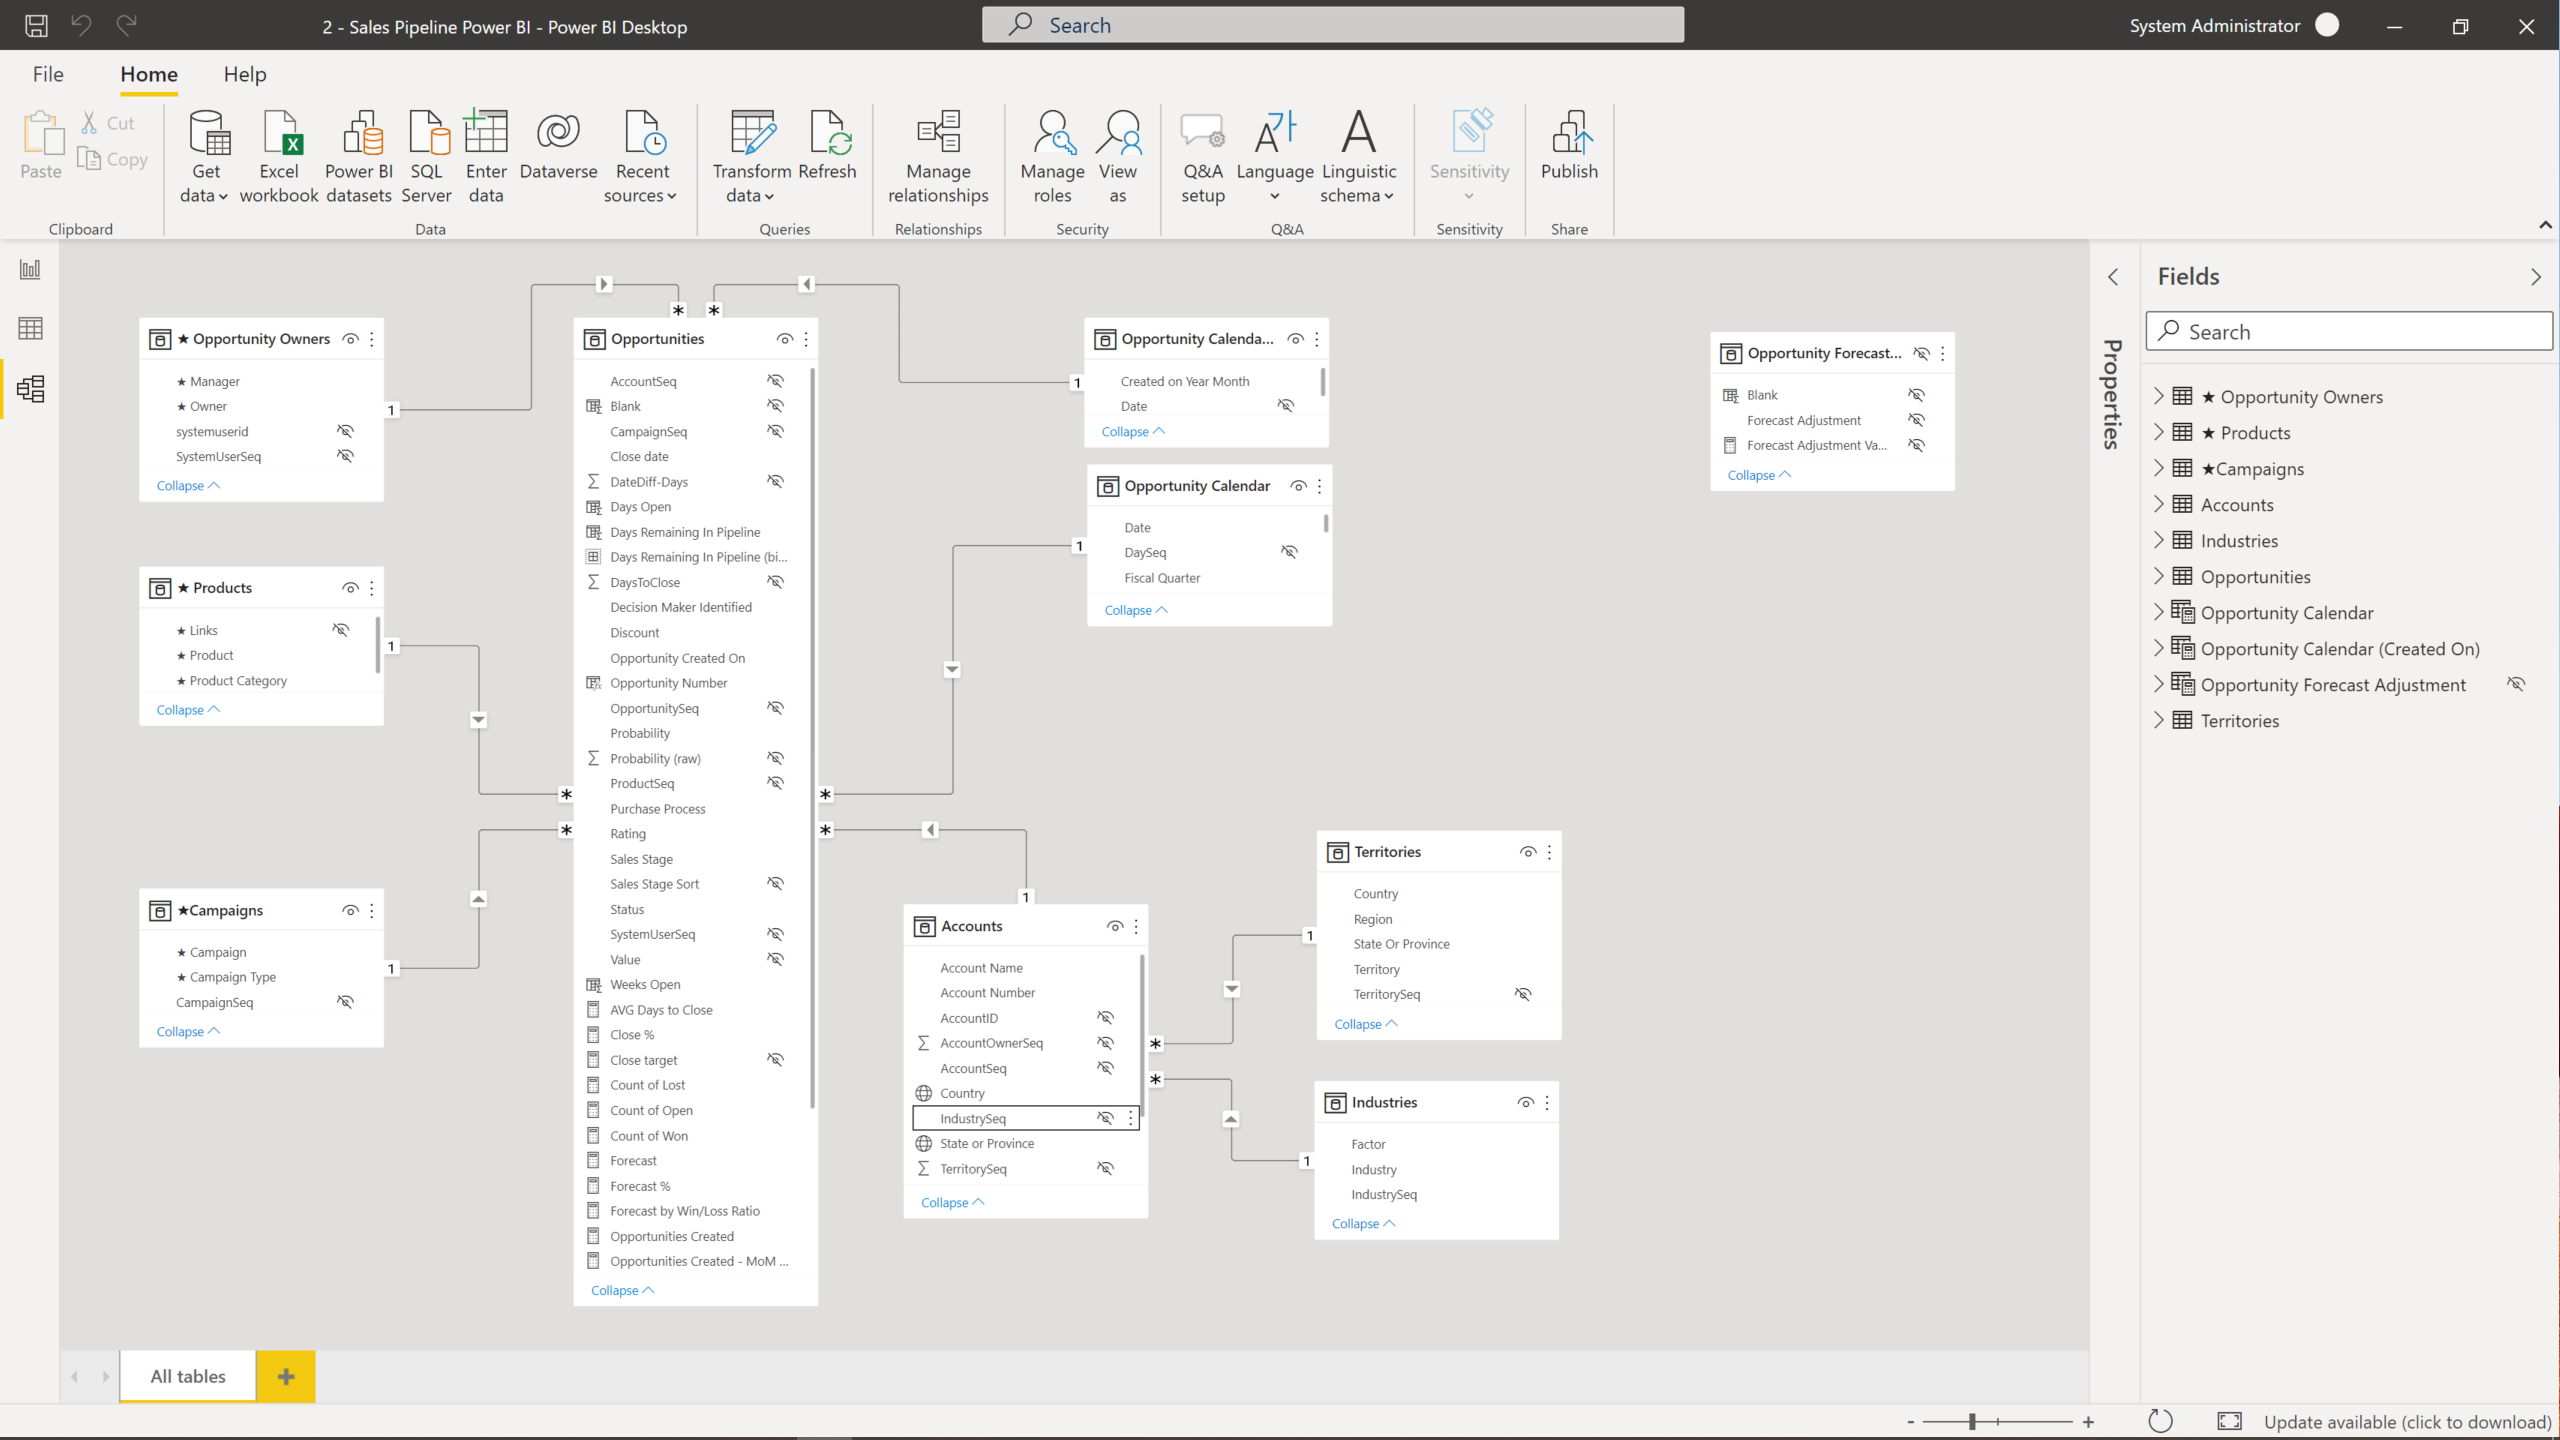 2 - Sales Pipeline Power BI - Power BI Desktop
Search
System Administrator
File
Home
Help
Paste
Cut
Copy
Clipboard
Get data
Excel workbook
Power BI datasets
SQL Server
Enter data
Dataverse
Recent sources
Data
Transform data
Refresh
Queries
Manage relationships
Relationships
Manage roles
View as
Security
Q&A setup
Language
Linguistic schema
Q&A
Sensitivity
Sensitivity
Publish
Share
★ Opportunity Owners
★ Manager
★ Owner
systemuserid
SystemUserSeq
Collapse
1
★ Products
★ Links
★ Product
★ Product Category
Collapse
1
★Campaigns
★ Campaign
★ Campaign Type
CampaignSeq
Collapse
1
* *
* *
* *
Opportunities
AccountSeq
Blank
CampaignSeq
Close date
DateDiff-Days
Days Open
Days Remaining In Pipeline
Days Remaining In Pipeline (bi...
DaysToClose
Decision Maker Identified
Discount
Opportunity Created On
Opportunity Number
OpportunitySeq
Probability
Probability (raw)
ProductSeq
Purchase Process
Rating
Sales Stage
Sales Stage Sort
Status
SystemUserSeq
Value
Weeks Open
AVG Days to Close
Close %
Close target
Count of Lost
Count of Open
Count of Won
Forecast
Forecast %
Forecast by Win/Loss Ratio
Opportunities Created
Opportunities Created - MoM ...
Collapse
Opportunity Calenda...
1
Created on Year Month
Date
Collapse
Opportunity Calendar
1
Date
DaySeq
Fiscal Quarter
Collapse
Opportunity Forecast...
Blank
Forecast Adjustment
Forecast Adjustment Va...
Collapse
1
Accounts
Account Name
Account Number
AccountID
AccountOwnerSeq
AccountSeq
Country
IndustrySeq
State or Province
TerritorySeq
Collapse
*
*
Territories
1
Country
Region
State Or Province
Territory
TerritorySeq
Collapse
Industries
Factor
1
Industry
IndustrySeq
Collapse
Properties
Fields
Search
★ Opportunity Owners
★ Products
★Campaigns
Accounts
Industries
Opportunities
Opportunity Calendar
Opportunity Calendar (Created On)
Opportunity Forecast Adjustment
Territories
All tables
+
- +
Update available (click to download)